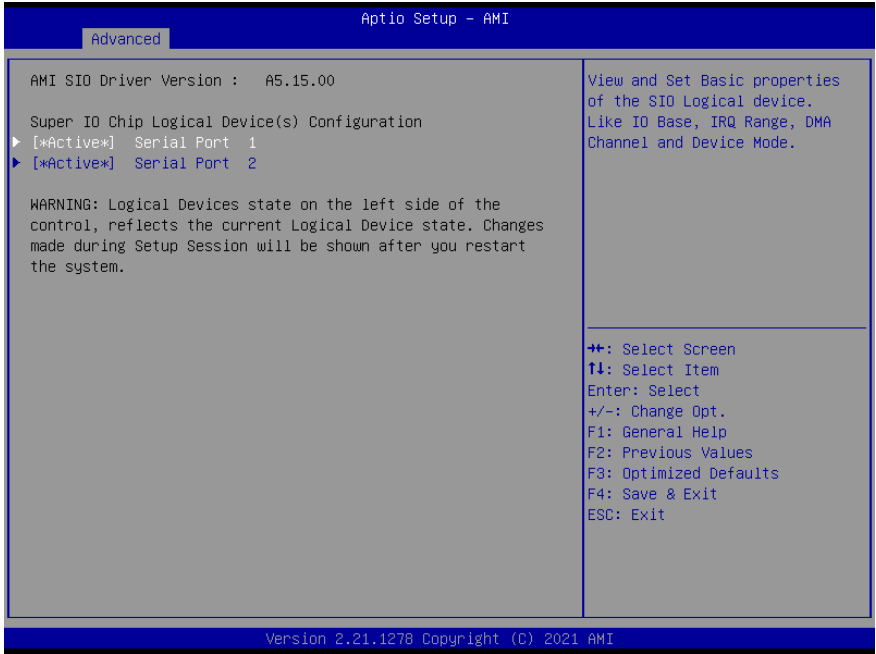 Aptio Setup - AMI
Advanced
AMI SIO Driver Version :   A5.15.00
Super IO Chip Logical Device(s) Configuration
[*Active*]  Serial Port  1
[*Active*]  Serial Port  2
WARNING: Logical Devices state on the left side of the
control, reflects the current Logical Device state. Changes
made during Setup Session will be shown after you restart
the system.
View and Set Basic properties
of the SIO Logical device.
Like IO Base, IRQ Range, DMA
Channel and Device Mode.
→←: Select Screen
↑↓: Select Item
Enter: Select
+/-: Change Opt.
F1: General Help
F2: Previous Values
F3: Optimized Defaults
F4: Save & Exit
ESC: Exit
Version 2.21.1278 Copyright (C) 2021 AMI